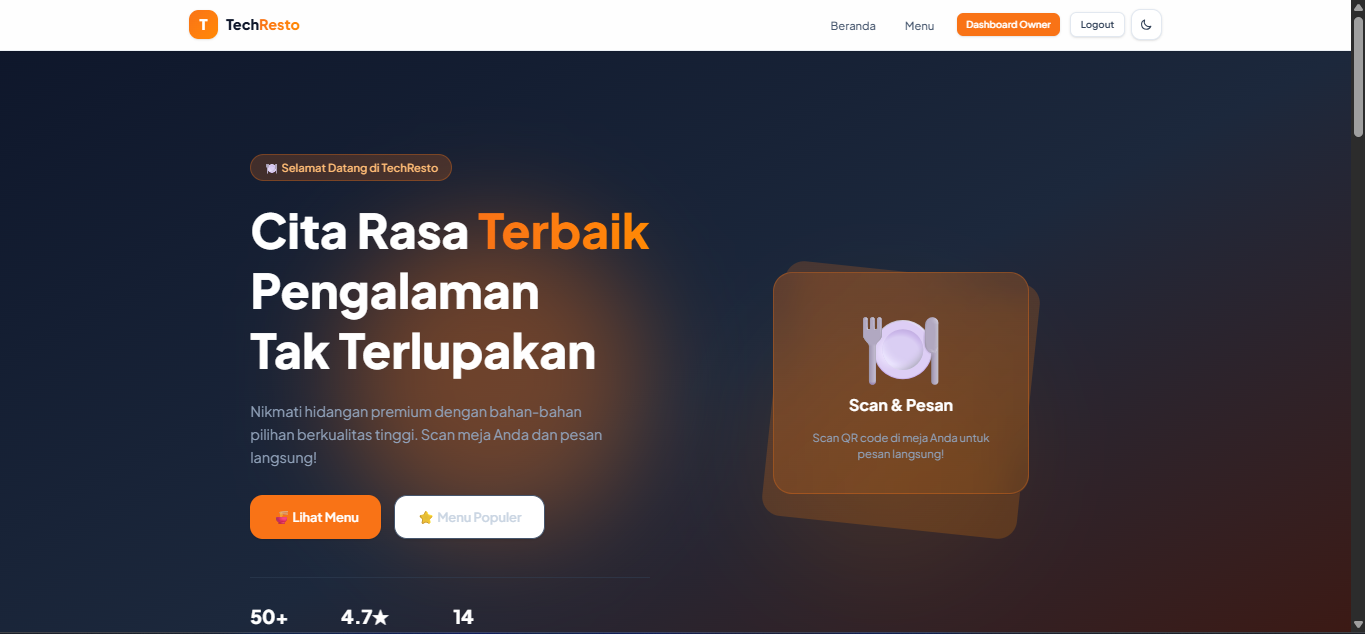 T TechResto
Beranda Menu Dashboard Owner Logout
Selamat Datang di TechResto
Cita Rasa Terbaik
Pengalaman
Tak Terlupakan
Nikmati hidangan premium dengan bahan-bahan
pilihan berkualitas tinggi. Scan meja Anda dan pesan
langsung!
Lihat Menu
Menu Populer
50+ 4.7★ 14
Scan & Pesan
Scan QR code di meja Anda untuk
pesan langsung!